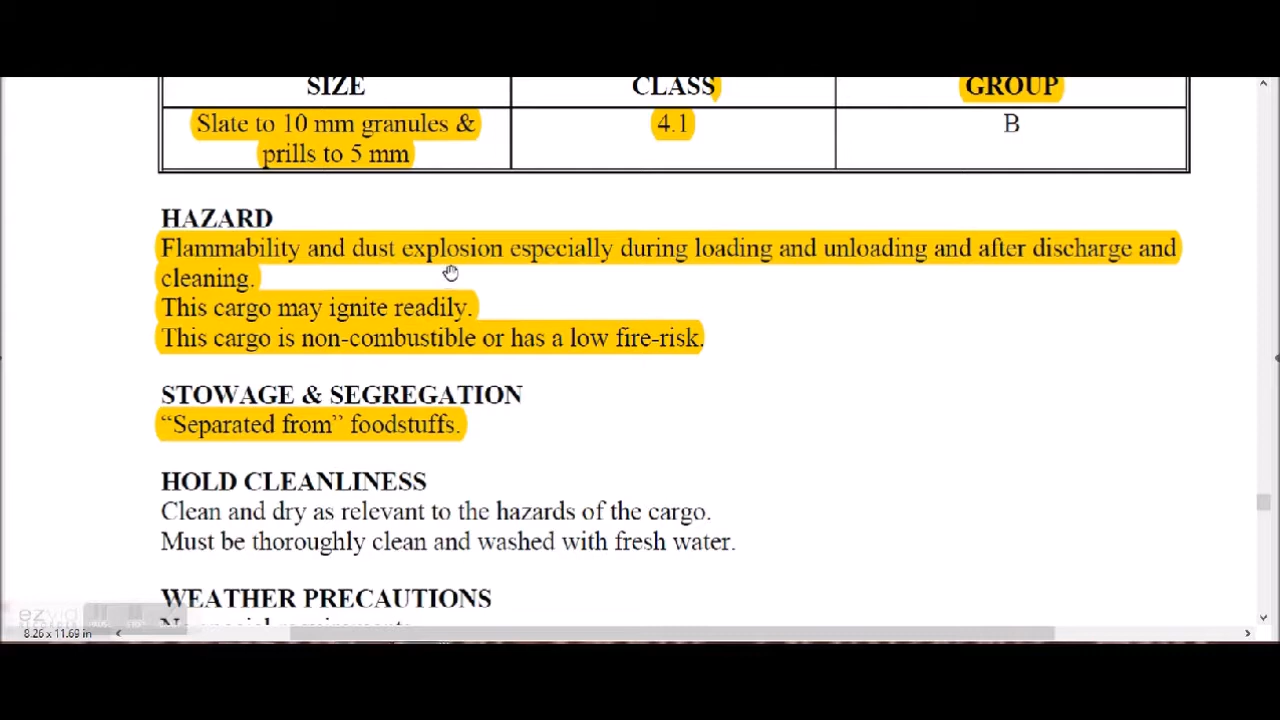 SIZE CLASS GROUP
Slate to 10 mm granules & 4.1 B
prills to 5 mm
HAZARD
Flammability and dust explosion especially during loading and unloading and after discharge and
cleaning.
This cargo may ignite readily.
This cargo is non-combustible or has a low fire-risk.
STOWAGE & SEGREGATION
“Separated from” foodstuffs.
HOLD CLEANLINESS
Clean and dry as relevant to the hazards of the cargo.
Must be thoroughly clean and washed with fresh water.
WEATHER PRECAUTIONS
No special requirements
ezvid
8.26 x 11.69 in